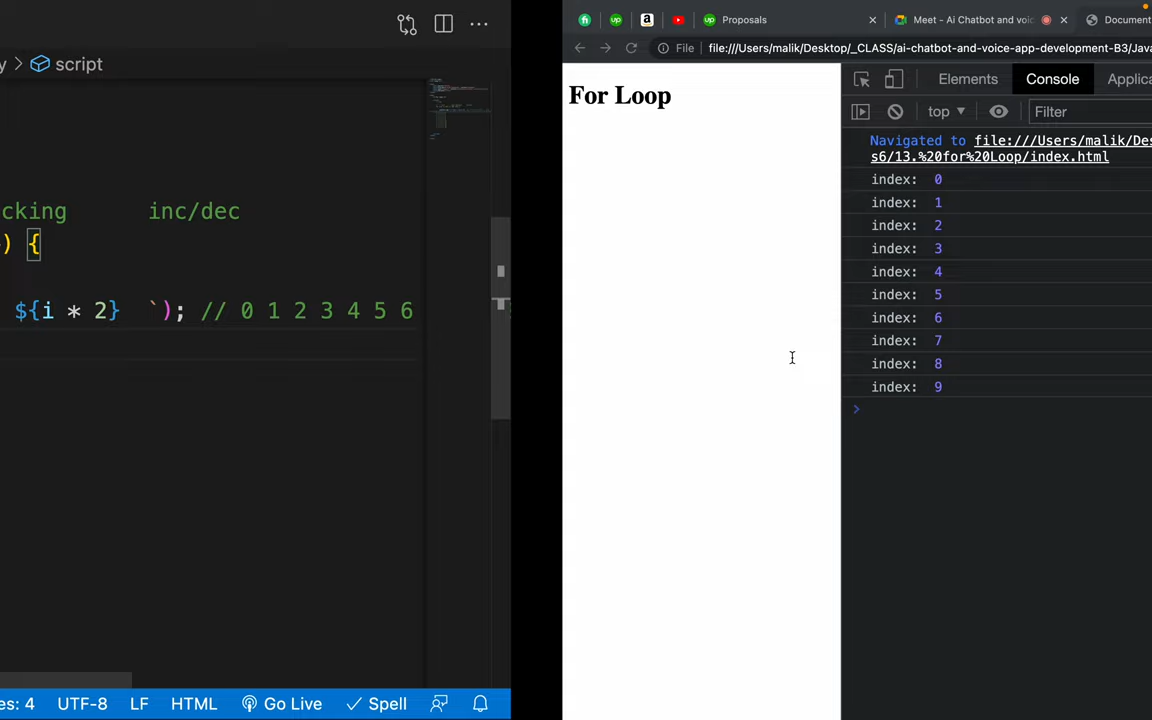 y > script
cking inc/dec
) {
${i * 2} `); // 0 1 2 3 4 5 6
es: 4 UTF-8 LF HTML Go Live Spell
Proposals
Meet - Ai Chatbot and voic
Document
File file:///Users/malik/Desktop/_CLASS/ai-chatbot-and-voice-app-development-B3/Java
For Loop
Elements Console Applica
top Filter
Navigated to file:///Users/malik/Des
s6/13.%20for%20Loop/index.html
index: 0
index: 1
index: 2
index: 3
index: 4
index: 5
index: 6
index: 7
index: 8
index: 9